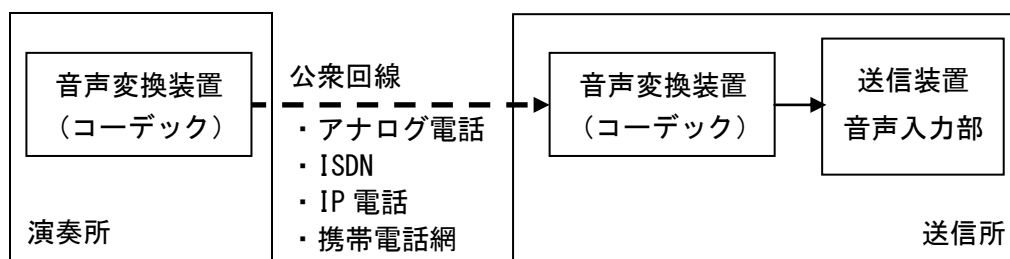 音声変換装置
（コーデック）
演奏所
公衆回線
・アナログ電話
・ISDN
・IP 電話
・携帯電話網
音声変換装置
（コーデック）
送信装置
音声入力部
送信所